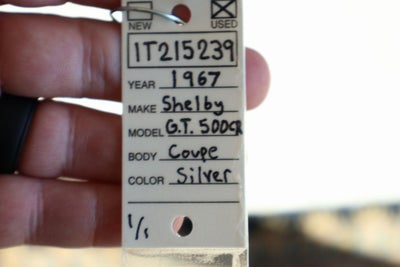 NEW USED
1T215239
YEAR 1967
MAKE Shelby
MODEL G.T. 500CR
BODY Coupe
COLOR Silver
1/1